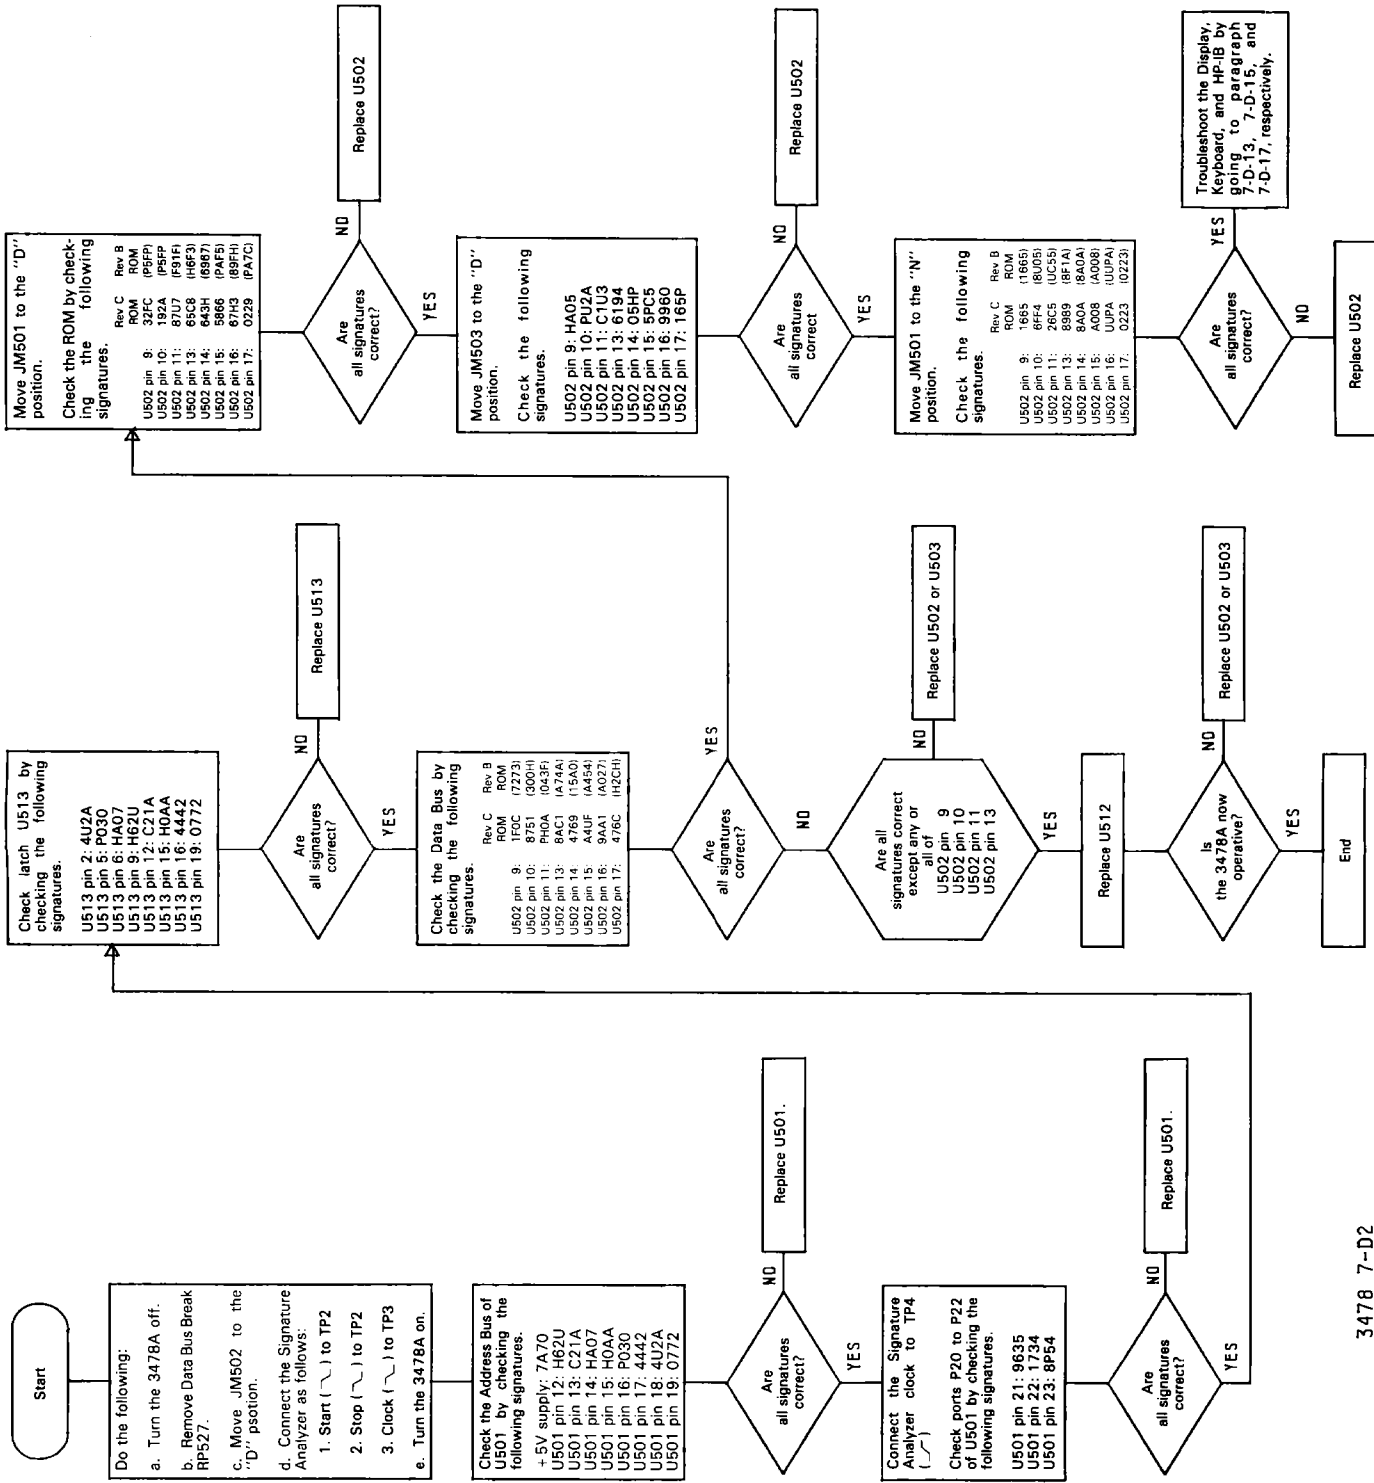 Start
Do the following:
a. Turn the 3478A off.
b. Remove Data Bus Break
RP527.
c. Move JM502 to the
"D" psotion.
d. Connect the Signature
Analyzer as follows:
1. Start ( ) to TP2
2. Stop ( ) to TP2
3. Clock ( ) to TP3
e. Turn the 3478A on.
Check the Address Bus of
U501 by checking the
following signatures.
+5V supply: 7A70
U501 pin 12: H62U
U501 pin 13: C21A
U501 pin 14: HA07
U501 pin 15: H0AA
U501 pin 16: P030
U501 pin 17: 4442
U501 pin 18: 4U2A
U501 pin 19: 0772
Are
all signatures
correct?
NO
Replace U501.
YES
Connect the Signature
Analyzer clock to TP4
( )
Check ports P20 to P22
of U501 by checking the
following signatures.
U501 pin 21: 9635
U501 pin 22: 1734
U501 pin 23: 8P54
Are
all signatures
correct?
NO
Replace U501.
YES
Check latch U513 by
checking the following
signatures.
U513 pin 2: 4U2A
U513 pin 5: P030
U513 pin 6: HA07
U513 pin 9: H62U
U513 pin 12: C21A
U513 pin 15: H0AA
U513 pin 16: 4442
U513 pin 19: 0772
Are
all signatures
correct?
NO
Replace U513
YES
Check the Data Bus by
checking the following
signatures.
Rev C Rev B
ROM ROM
U502 pin 9: 1F0C (7273)
U502 pin 10: 8751 (300H)
U502 pin 11: PH0A (043F)
U502 pin 13: 8AC1 (A74A)
U502 pin 14: 4769 (15A0)
U502 pin 15: A4UF (A454)
U502 pin 16: 9AA1 (A027)
U502 pin 17: 476C (H2CH)
Are
all signatures
correct?
YES
NO
Are all
signatures correct
except any or
all of
U502 pin 9
U502 pin 10
U502 pin 11
U502 pin 13
NO
Replace U502 or U503
YES
Replace U512
Is
the 3478A now
operative?
NO
Replace U502 or U503
YES
End
Move JM501 to the "D"
position.
Check the ROM by check-
ing the following
signatures.
Rev C Rev B
ROM ROM
U502 pin 9: 32FC (P5FP)
U502 pin 10: 192A (P5FP
U502 pin 11: 87U7 (F91F)
U502 pin 13: 65C8 (H6F3)
U502 pin 14: 643H (6987)
U502 pin 15: 5866 (PAF5)
U502 pin 16: 67H3 (89FH)
U502 pin 17: 0229 (PA7C)
Are
all signatures
correct?
NO
Replace U502
YES
Move JM503 to the "D"
position.
Check the following
signatures.
U502 pin 9: HA05
U502 pin 10: PU2A
U502 pin 11: C1U3
U502 pin 13: 6194
U502 pin 14: 05HP
U502 pin 15: 5PC5
U502 pin 16: 9960
U502 pin 17: 165P
Are
all signatures
correct
NO
Replace U502
YES
Move JM501 to the "N"
position.
Check the following
signatures.
Rev C Rev B
ROM ROM
U502 pin 9: 1665 (1665)
U502 pin 10: 6FF4 (8U05)
U502 pin 11: 26C5 (UC55)
U502 pin 13: 8989 (8F1A)
U502 pin 14: 8A0A (8A0A)
U502 pin 15: A008 (A008)
U502 pin 16: UUPA (UUPA)
U502 pin 17: 0223 (0223)
Are
all signatures
correct?
YES
Troubleshoot the Display,
Keyboard, and HP-IB by
going to paragraph
7-D-13, 7-D-15, and
7-D-17, respectively.
NO
Replace U502
3478 7-D2